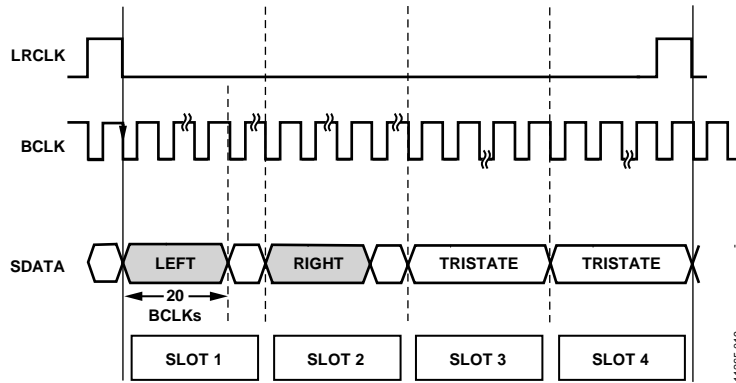 LRCLK
BCLK
SDATA
LEFT
RIGHT
TRISTATE
TRISTATE
20
BCLKs
SLOT 1
SLOT 2
SLOT 3
SLOT 4